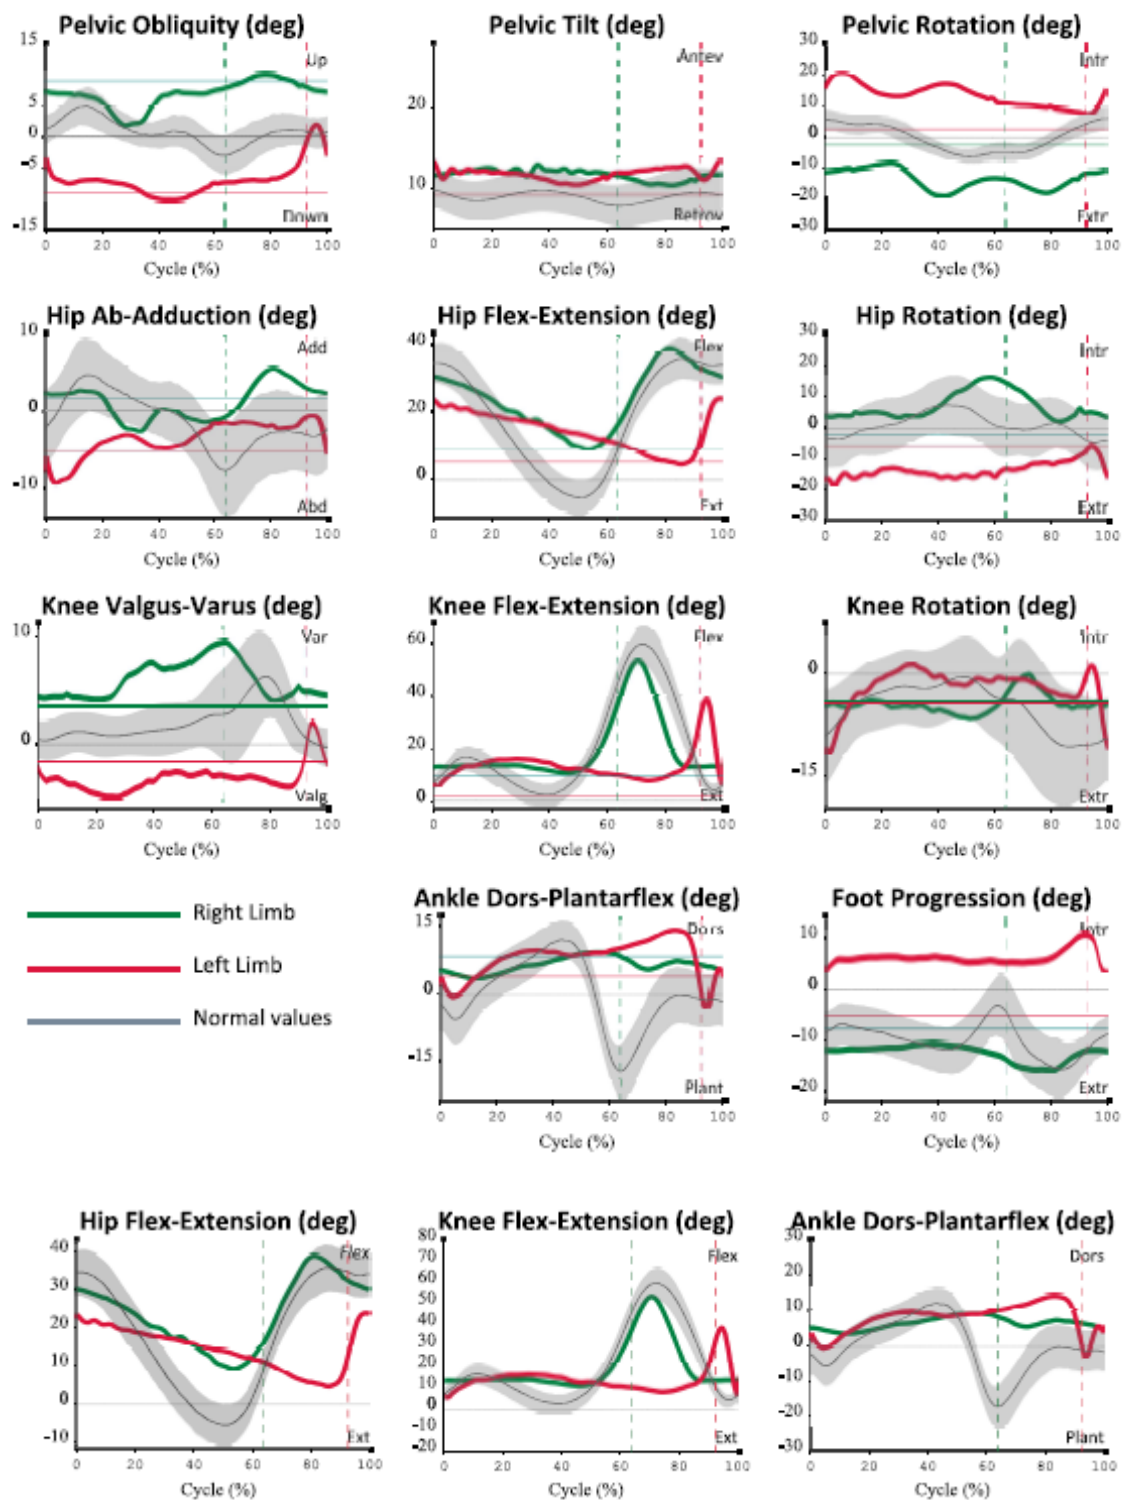 Pelvic Obliquity (deg)
Pelvic Tilt (deg)
Pelvic Rotation (deg)
15
5
0
-5
-15
Up
Down
0 20 40 60 80 100
Cycle (%)
20
10
Antev
Retrov
0 20 40 60 80 100
Cycle (%)
30
20
10
0
-10
-20
-30
Intr
Extr
0 20 40 60 80 100
Cycle (%)
Hip Ab-Adduction (deg)
Hip Flex-Extension (deg)
Hip Rotation (deg)
10
0
-10
Add
Abd
0 20 40 60 80 100
Cycle (%)
40
20
0
Flex
Ext
0 20 40 60 80 100
Cycle (%)
30
20
10
0
-10
-20
-30
Intr
Extr
0 20 40 60 80 100
Cycle (%)
Knee Valgus-Varus (deg)
Knee Flex-Extension (deg)
Knee Rotation (deg)
10
0
Var
Valg
0 20 40 60 80 100
Cycle (%)
60
40
20
0
Flex
Ext
0 20 40 60 80 100
Cycle (%)
0
-15
Intr
Extr
0 20 40 60 80 100
Cycle (%)
Right Limb
Left Limb
Normal values
Ankle Dors-Plantarflex (deg)
Foot Progression (deg)
15
0
-15
Dors
Plant
0 20 40 60 80 100
Cycle (%)
10
0
-10
-20
Intr
Extr
0 20 40 60 80 100
Cycle (%)
Hip Flex-Extension (deg)
Knee Flex-Extension (deg)
Ankle Dors-Plantarflex (deg)
40
30
20
10
0
-10
Flex
Ext
0 20 40 60 80 100
Cycle (%)
80
70
60
50
40
30
20
10
0
-10
-20
Flex
Ext
0 20 40 60 80 100
Cycle (%)
30
20
10
0
-10
-20
-30
Dors
Plant
0 20 40 60 80 100
Cycle (%)